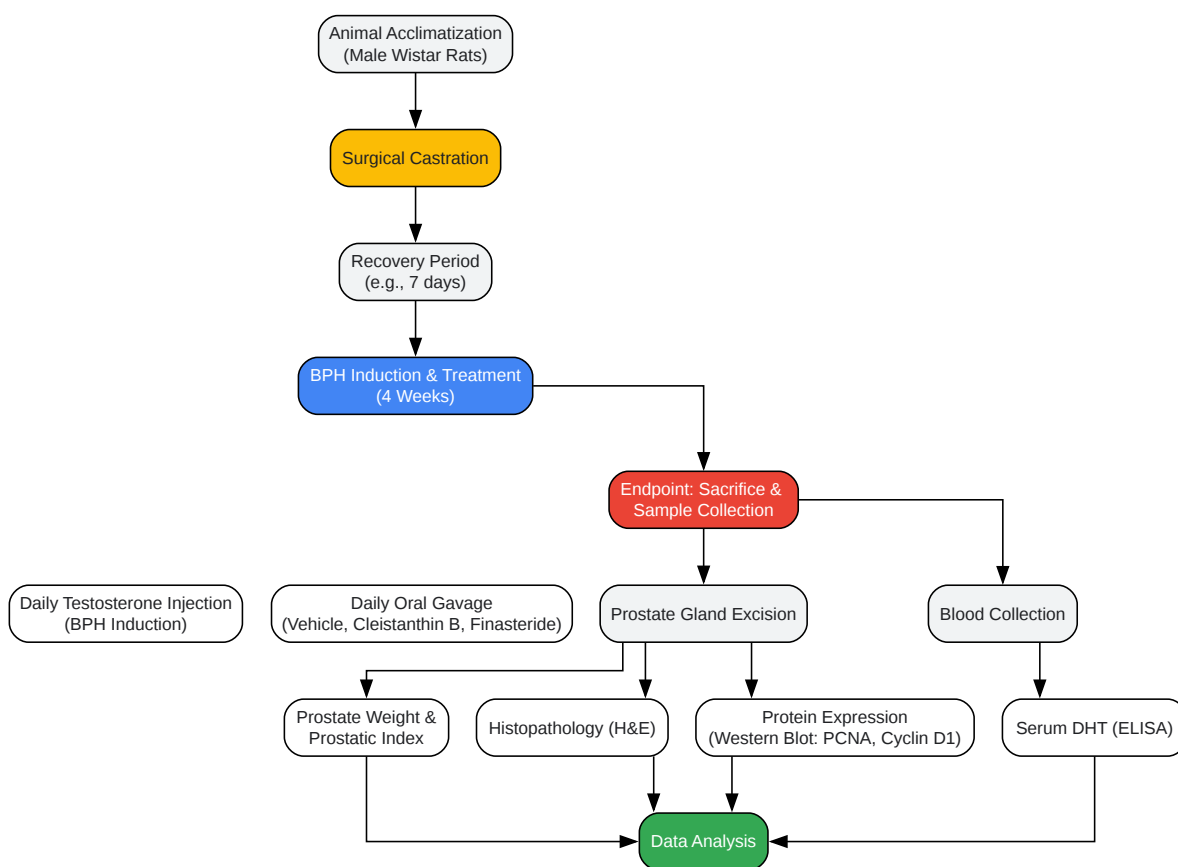 Animal Acclimatization
(Male Wistar Rats)
Surgical Castration
Recovery Period
(e.g., 7 days)
BPH Induction & Treatment
(4 Weeks)
Endpoint: Sacrifice &
Sample Collection
Daily Testosterone Injection
(BPH Induction)
Daily Oral Gavage
(Vehicle, Cleistanthin B, Finasteride)
Prostate Gland Excision
Blood Collection
Prostate Weight &
Prostatic Index
Histopathology (H&E)
Protein Expression
(Western Blot: PCNA, Cyclin D1)
Serum DHT (ELISA)
Data Analysis